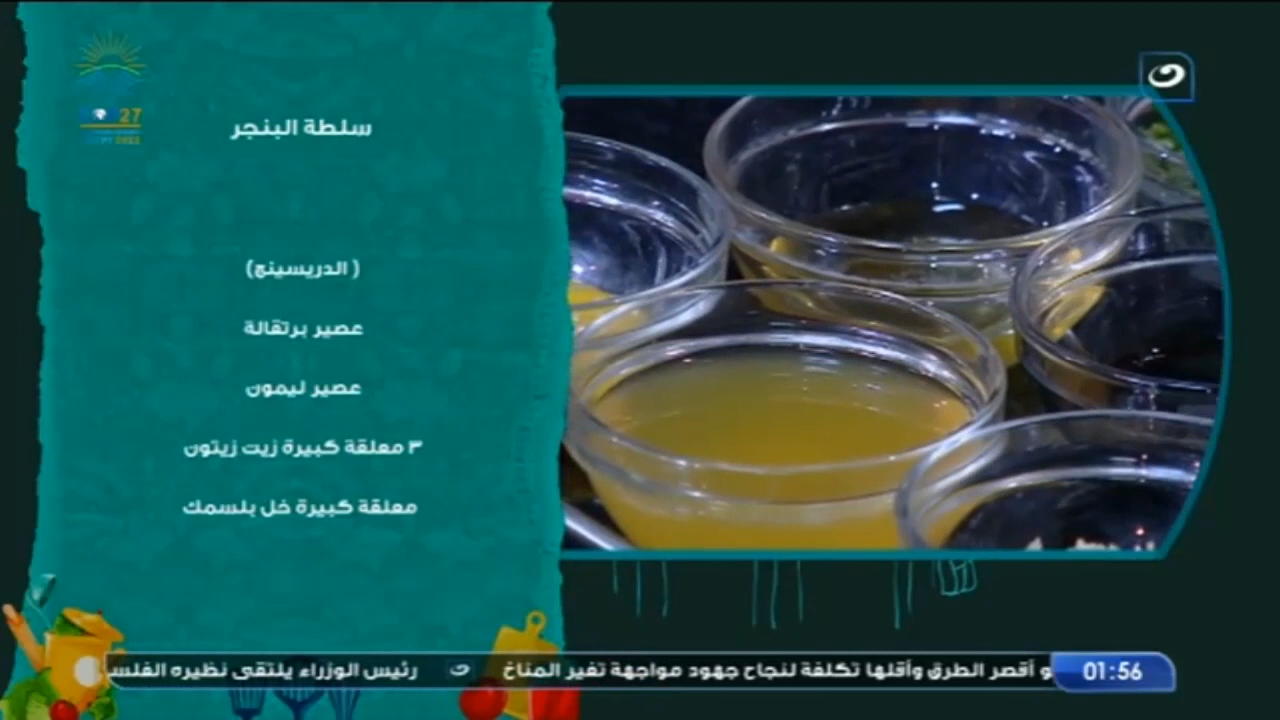 27
سلطة البنجر
( الدريسينج)
عصير برتقالة
عصير ليمون
٣ معلقة كبيرة زيت زيتون
معلقة كبيرة خل بلسمك
01:56
و أقصر الطرق وأقلها تكلفة لنجاح جهود مواجهة تغير المناخ
رئيس الوزراء يلتقى نظيره الفلس